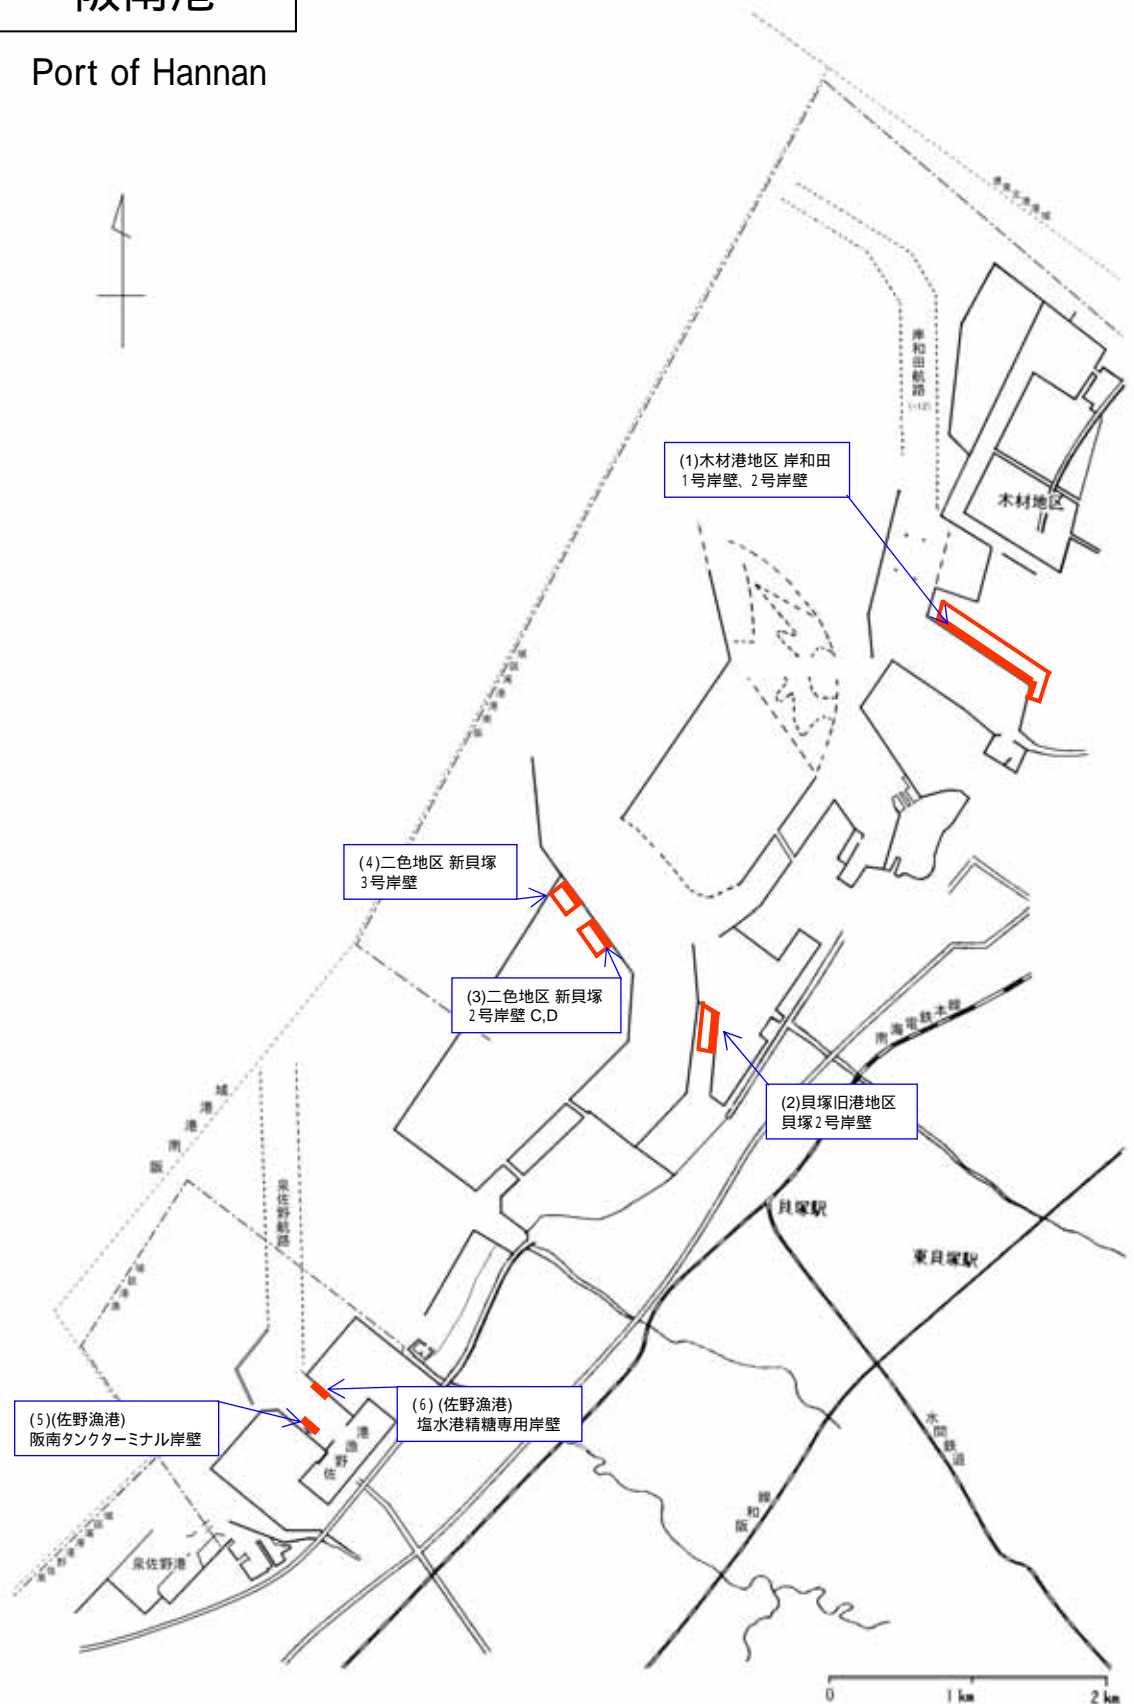 阪南港
Port of Hannan
岸和田航路
(-12)
(1)木材港地区 岸和田
1号岸壁、2号岸壁
木材地区
(4)二色地区 新貝塚
3号岸壁
(3)二色地区 新貝塚
2号岸壁 C,D
南海電鉄本線
(2)貝塚旧港地区
貝塚2号岸壁
阪南港港域
泉佐野航路
貝塚駅
東貝塚駅
(5)(佐野漁港)
阪南タンクターミナル岸壁
(6)(佐野漁港)
塩水港精糖専用岸壁
佐野漁港
水間鉄道
阪和線
泉佐野港
0
1 km
2 km